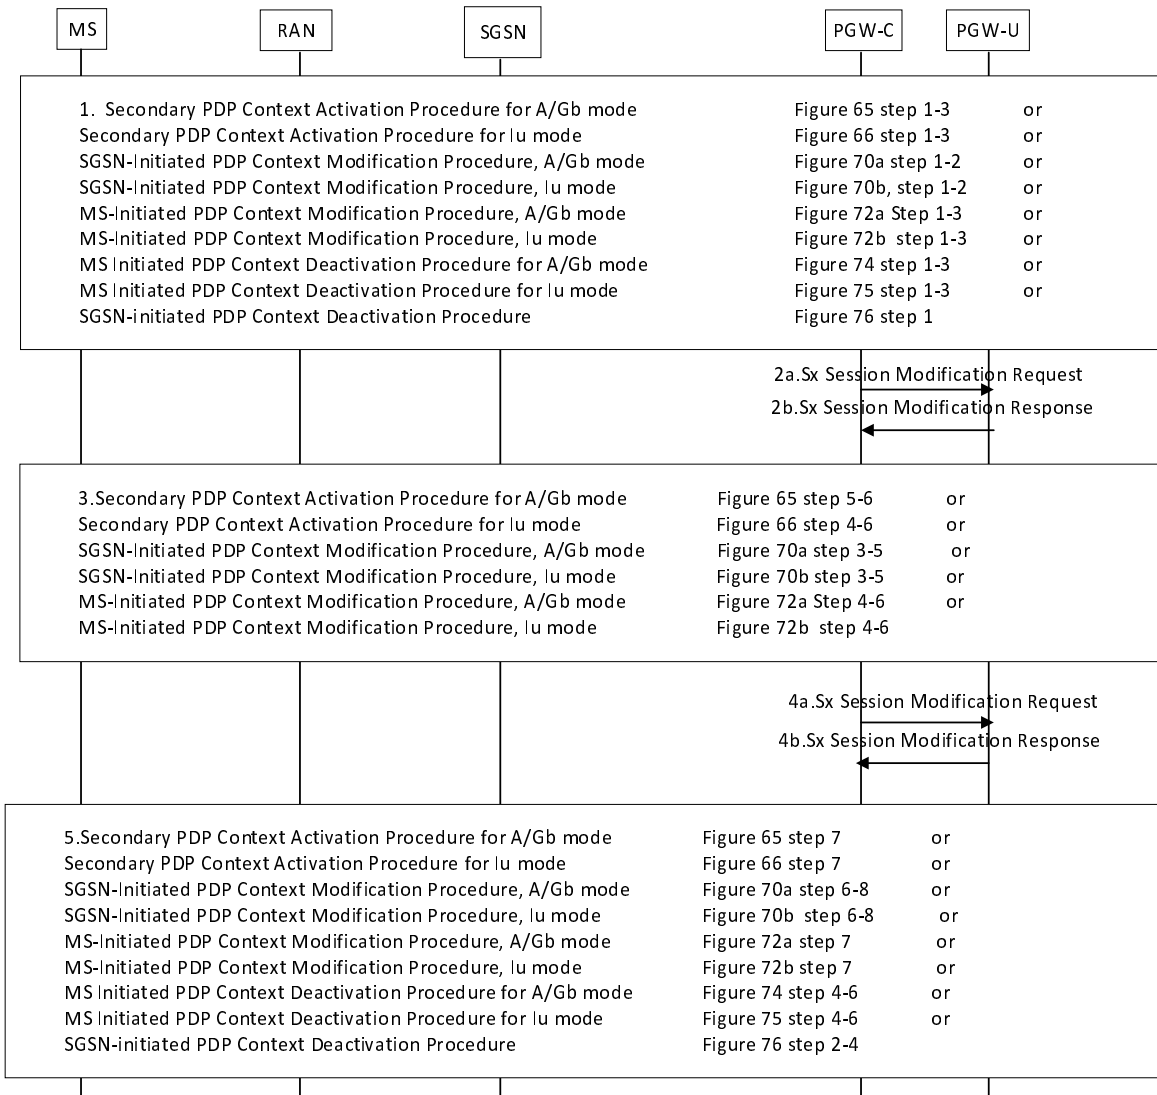 MS RAN SGSN PGW-C PGW-U
1. Secondary PDP Context Activation Procedure for A/Gb mode Figure 65 step 1-3 or
Secondary PDP Context Activation Procedure for Iu mode Figure 66 step 1-3 or
SGSN-Initiated PDP Context Modification Procedure, A/Gb mode Figure 70a step 1-2 or
SGSN-Initiated PDP Context Modification Procedure, Iu mode Figure 70b, step 1-2 or
MS-Initiated PDP Context Modification Procedure, A/Gb mode Figure 72a Step 1-3 or
MS-Initiated PDP Context Modification Procedure, Iu mode Figure 72b step 1-3 or
MS Initiated PDP Context Deactivation Procedure for A/Gb mode Figure 74 step 1-3 or
MS Initiated PDP Context Deactivation Procedure for Iu mode Figure 75 step 1-3 or
SGSN-initiated PDP Context Deactivation Procedure Figure 76 step 1
2a.Sx Session Modification Request
2b.Sx Session Modification Response
3.Secondary PDP Context Activation Procedure for A/Gb mode Figure 65 step 5-6 or
Secondary PDP Context Activation Procedure for Iu mode Figure 66 step 4-6 or
SGSN-Initiated PDP Context Modification Procedure, A/Gb mode Figure 70a step 3-5 or
SGSN-Initiated PDP Context Modification Procedure, Iu mode Figure 70b step 3-5 or
MS-Initiated PDP Context Modification Procedure, A/Gb mode Figure 72a Step 4-6 or
MS-Initiated PDP Context Modification Procedure, Iu mode Figure 72b step 4-6
4a.Sx Session Modification Request
4b.Sx Session Modification Response
5.Secondary PDP Context Activation Procedure for A/Gb mode Figure 65 step 7 or
Secondary PDP Context Activation Procedure for Iu mode Figure 66 step 7 or
SGSN-Initiated PDP Context Modification Procedure, A/Gb mode Figure 70a step 6-8 or
SGSN-Initiated PDP Context Modification Procedure, Iu mode Figure 70b step 6-8 or
MS-Initiated PDP Context Modification Procedure, A/Gb mode Figure 72a step 7 or
MS-Initiated PDP Context Modification Procedure, Iu mode Figure 72b step 7 or
MS Initiated PDP Context Deactivation Procedure for A/Gb mode Figure 74 step 4-6 or
MS Initiated PDP Context Deactivation Procedure for Iu mode Figure 75 step 4-6 or
SGSN-initiated PDP Context Deactivation Procedure Figure 76 step 2-4